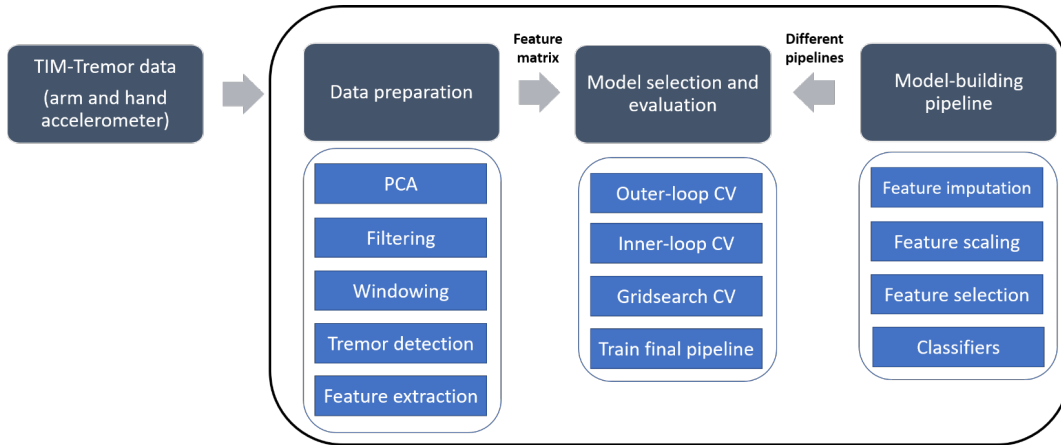 TIM-Tremor data
(arm and hand
accelerometer)
Data preparation
PCA
Filtering
Windowing
Tremor detection
Feature extraction
Feature
matrix
Model selection and
evaluation
Outer-loop CV
Inner-loop CV
Gridsearch CV
Train final pipeline
Different
pipelines
Model-building
pipeline
Feature imputation
Feature scaling
Feature selection
Classifiers